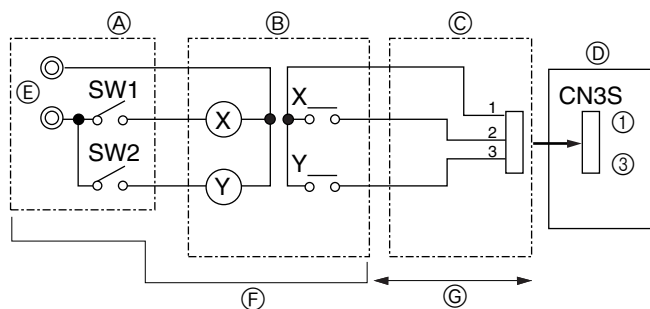 Ⓐ Ⓑ Ⓒ
Ⓓ
Ⓔ SW1 X X 1 CN3S ①
2
SW2 Y Y 3 ③
Ⓕ Ⓖ